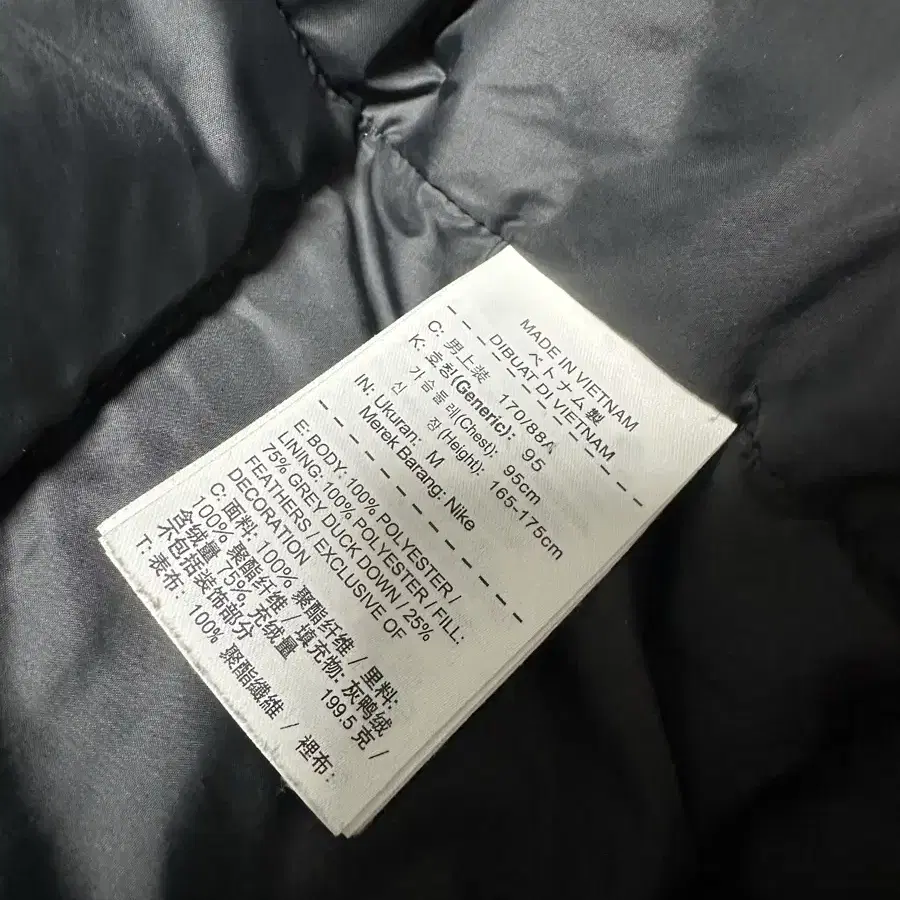 MADE IN VIETNAM
ベトナム製
DIBUAT DI VIETNAM
C: 男上装 170/88A
K: 호칭(Generic): 95
가슴둘레(Chest): 95cm
신 장(Height): 165-175cm
IN: Ukuran: M
Merek Barang: Nike
E: BODY: 100% POLYESTER /
LINING: 100% POLYESTER / FILL:
75% GREY DUCK DOWN / 25%
FEATHERS / EXCLUSIVE OF
DECORATION
C: 面料: 100% 聚酯纤维 / 里料:
100% 聚酯纤维 / 填充物: 灰鸭绒
含绒量 75%, 充绒量 199.5 克 /
不包括装饰部分
T: 表布: 100% 聚酯纖維 / 裡布: